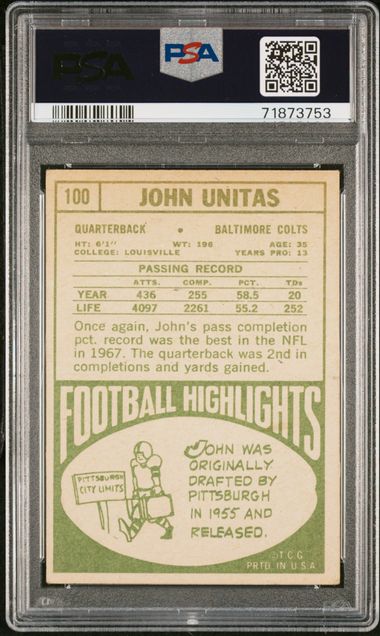 PSA
PSA
71873753
100 JOHN UNITAS
QUARTERBACK • BALTIMORE COLTS
HT: 6'1" WT: 196 AGE: 35
COLLEGE: LOUISVILLE YEARS PRO: 13
PASSING RECORD
ATTS. COMP. PCT. TDs
YEAR 436 255 58.5 20
LIFE 4097 2261 55.2 252
Once again, John's pass completion
pct. record was the best in the NFL
in 1967. The quarterback was 2nd in
completions and yards gained.
FOOTBALL HIGHLIGHTS
PITTSBURGH
CITY LIMITS
JOHN WAS
ORIGINALLY
DRAFTED BY
PITTSBURGH
IN 1955 AND
RELEASED.
©T.C.G.
PRTD. IN U.S.A.